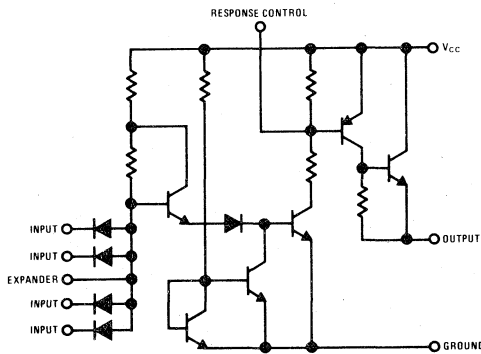 RESPONSE CONTROL
VCC
INPUT
INPUT
EXPANDER
INPUT
INPUT
OUTPUT
GROUND